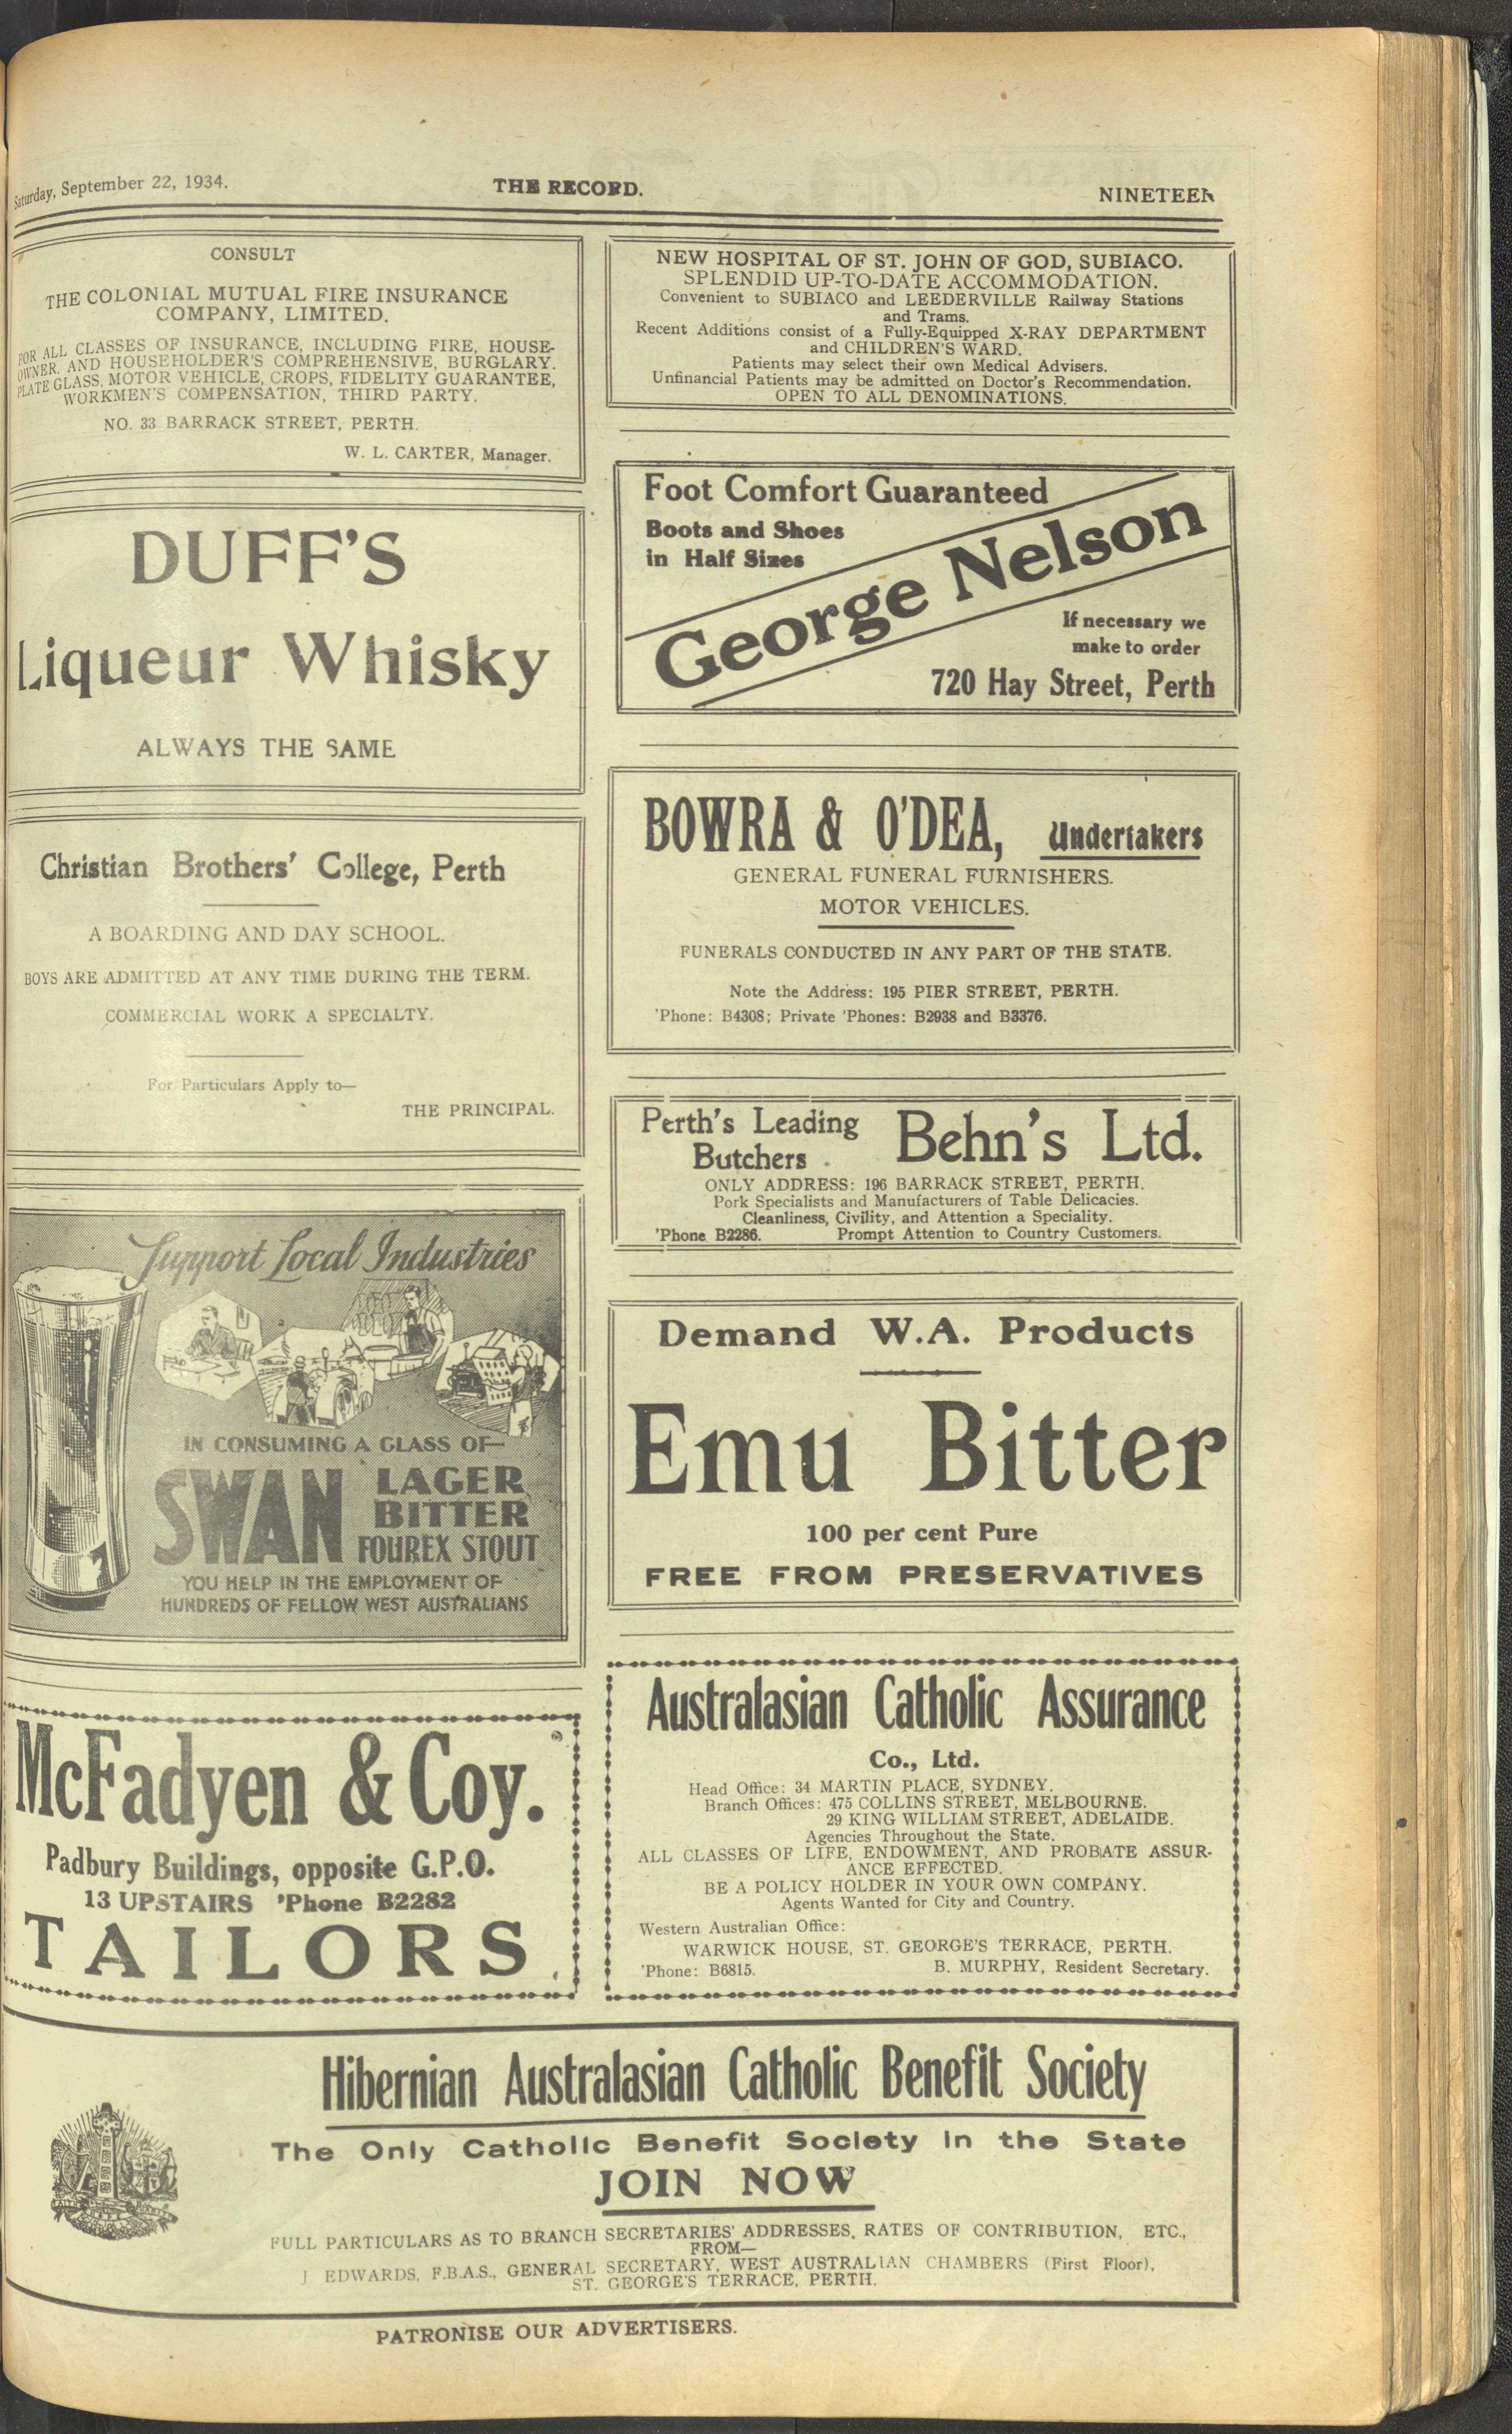 Saturday, September 22, 1934.
THE RECORD.
NINETEEN
CONSULT
THE COLONIAL MUTUAL FIRE INSURANCE
COMPANY, LIMITED.
FOR ALL CLASSES OF INSURANCE, INCLUDING FIRE, HOUSE-
OWNER, AND HOUSEHOLDER'S COMPREHENSIVE, BURGLARY.
PLATE GLASS, MOTOR VEHICLE, CROPS, FIDELITY GUARANTEE,
WORKMEN'S COMPENSATION, THIRD PARTY.
NO. 33 BARRACK STREET, PERTH.
W. L. CARTER, Manager.
DUFF'S
Liqueur Whisky
ALWAYS THE SAME
Christian Brothers' College, Perth
A BOARDING AND DAY SCHOOL.
BOYS ARE ADMITTED AT ANY TIME DURING THE TERM.
COMMERCIAL WORK A SPECIALTY.
For Particulars Apply to—
THE PRINCIPAL.
Support Local Industries
IN CONSUMING A GLASS OF—
SWAN LAGER
BITTER
FOUREX STOUT
YOU HELP IN THE EMPLOYMENT OF
HUNDREDS OF FELLOW WEST AUSTRALIANS
McFadyen & Coy.
Padbury Buildings, opposite G.P.O.
13 UPSTAIRS 'Phone B2282
TAILORS
NEW HOSPITAL OF ST. JOHN OF GOD, SUBIACO.
SPLENDID UP-TO-DATE ACCOMMODATION.
Convenient to SUBIACO and LEEDERVILLE Railway Stations
and Trams.
Recent Additions consist of a Fully-Equipped X-RAY DEPARTMENT
and CHILDREN'S WARD.
Patients may select their own Medical Advisers.
Unfinancial Patients may be admitted on Doctor's Recommendation.
OPEN TO ALL DENOMINATIONS.
Foot Comfort Guaranteed
Boots and Shoes
in Half Sizes
George Nelson
If necessary we
make to order
720 Hay Street, Perth
BOWRA & O'DEA, Undertakers
GENERAL FUNERAL FURNISHERS.
MOTOR VEHICLES.
FUNERALS CONDUCTED IN ANY PART OF THE STATE.
Note the Address: 195 PIER STREET, PERTH.
'Phone: B4308; Private 'Phones: B2938 and B3376.
Perth's Leading
Butchers
Behn's Ltd.
ONLY ADDRESS: 196 BARRACK STREET, PERTH.
Pork Specialists and Manufacturers of Table Delicacies.
Cleanliness, Civility, and Attention a Speciality.
'Phone B2286. Prompt Attention to Country Customers.
Demand W.A. Products
Emu Bitter
100 per cent Pure
FREE FROM PRESERVATIVES
Australasian Catholic Assurance
Co., Ltd.
Head Office: 34 MARTIN PLACE, SYDNEY.
Branch Offices: 475 COLLINS STREET, MELBOURNE.
29 KING WILLIAM STREET, ADELAIDE.
Agencies Throughout the State.
ALL CLASSES OF LIFE, ENDOWMENT, AND PROBATE ASSUR-
ANCE EFFECTED.
BE A POLICY HOLDER IN YOUR OWN COMPANY.
Agents Wanted for City and Country.
Western Australian Office:
WARWICK HOUSE, ST. GEORGE'S TERRACE, PERTH.
'Phone: B6815. B. MURPHY, Resident Secretary.
Hibernian Australasian Catholic Benefit Society
The Only Catholic Benefit Society in the State
JOIN NOW
FULL PARTICULARS AS TO BRANCH SECRETARIES' ADDRESSES, RATES OF CONTRIBUTION, ETC.,
FROM—
J EDWARDS, F.B.A.S., GENERAL SECRETARY, WEST AUSTRALIAN CHAMBERS (First Floor),
ST. GEORGE'S TERRACE, PERTH.
PATRONISE OUR ADVERTISERS.